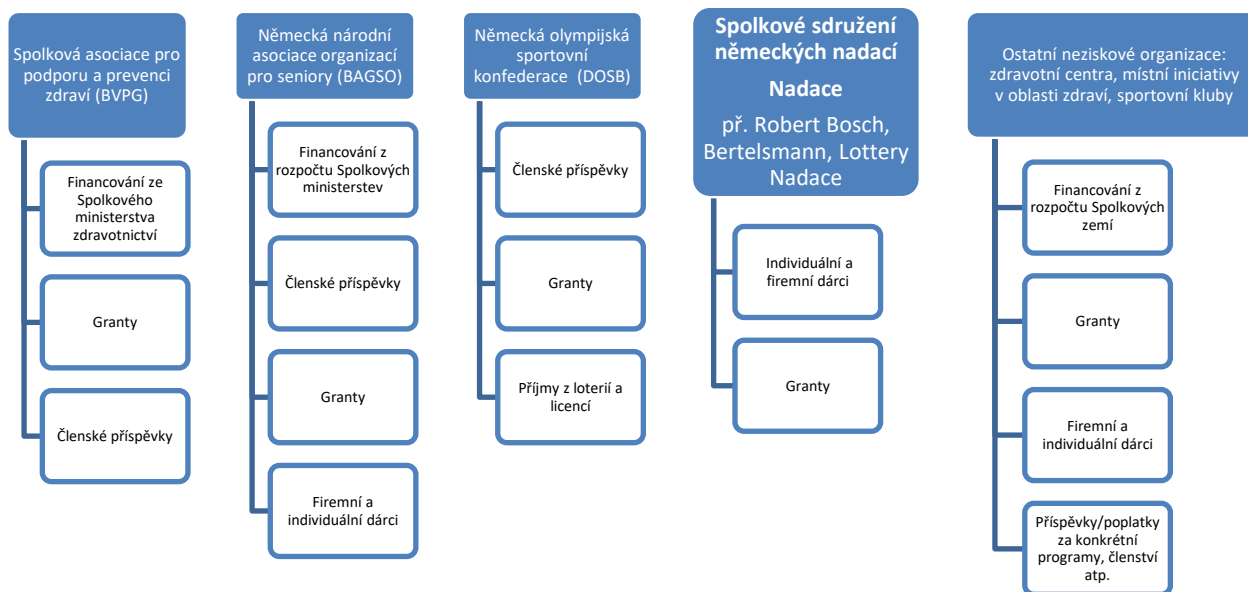 Spolková asociace pro
podporu a prevenci
zdraví (BVPG)
Financování ze
Spolkového
ministerstva
zdravotnictví
Granty
Členské příspěvky
Německá národní
asociace organizací
pro seniory (BAGSO)
Financování z
rozpočtu Spolkových
ministerstev
Členské příspěvky
Granty
Firemní a
individuální dárci
Německá olympijská
sportovní
konfederace (DOSB)
Členské příspěvky
Granty
Příjmy z loterií a
licencí
Spolkové sdružení
německých nadací
Nadace
př. Robert Bosch,
Bertelsmann, Lottery
Nadace
Individuální a
firemní dárci
Granty
Ostatní neziskové organizace:
zdravotní centra, místní iniciativy
v oblasti zdraví, sportovní kluby
Financování z
rozpočtu Spolkových
zemí
Granty
Firemní a
individuální dárci
Příspěvky/poplatky
za konkrétní
programy, členství
atp.